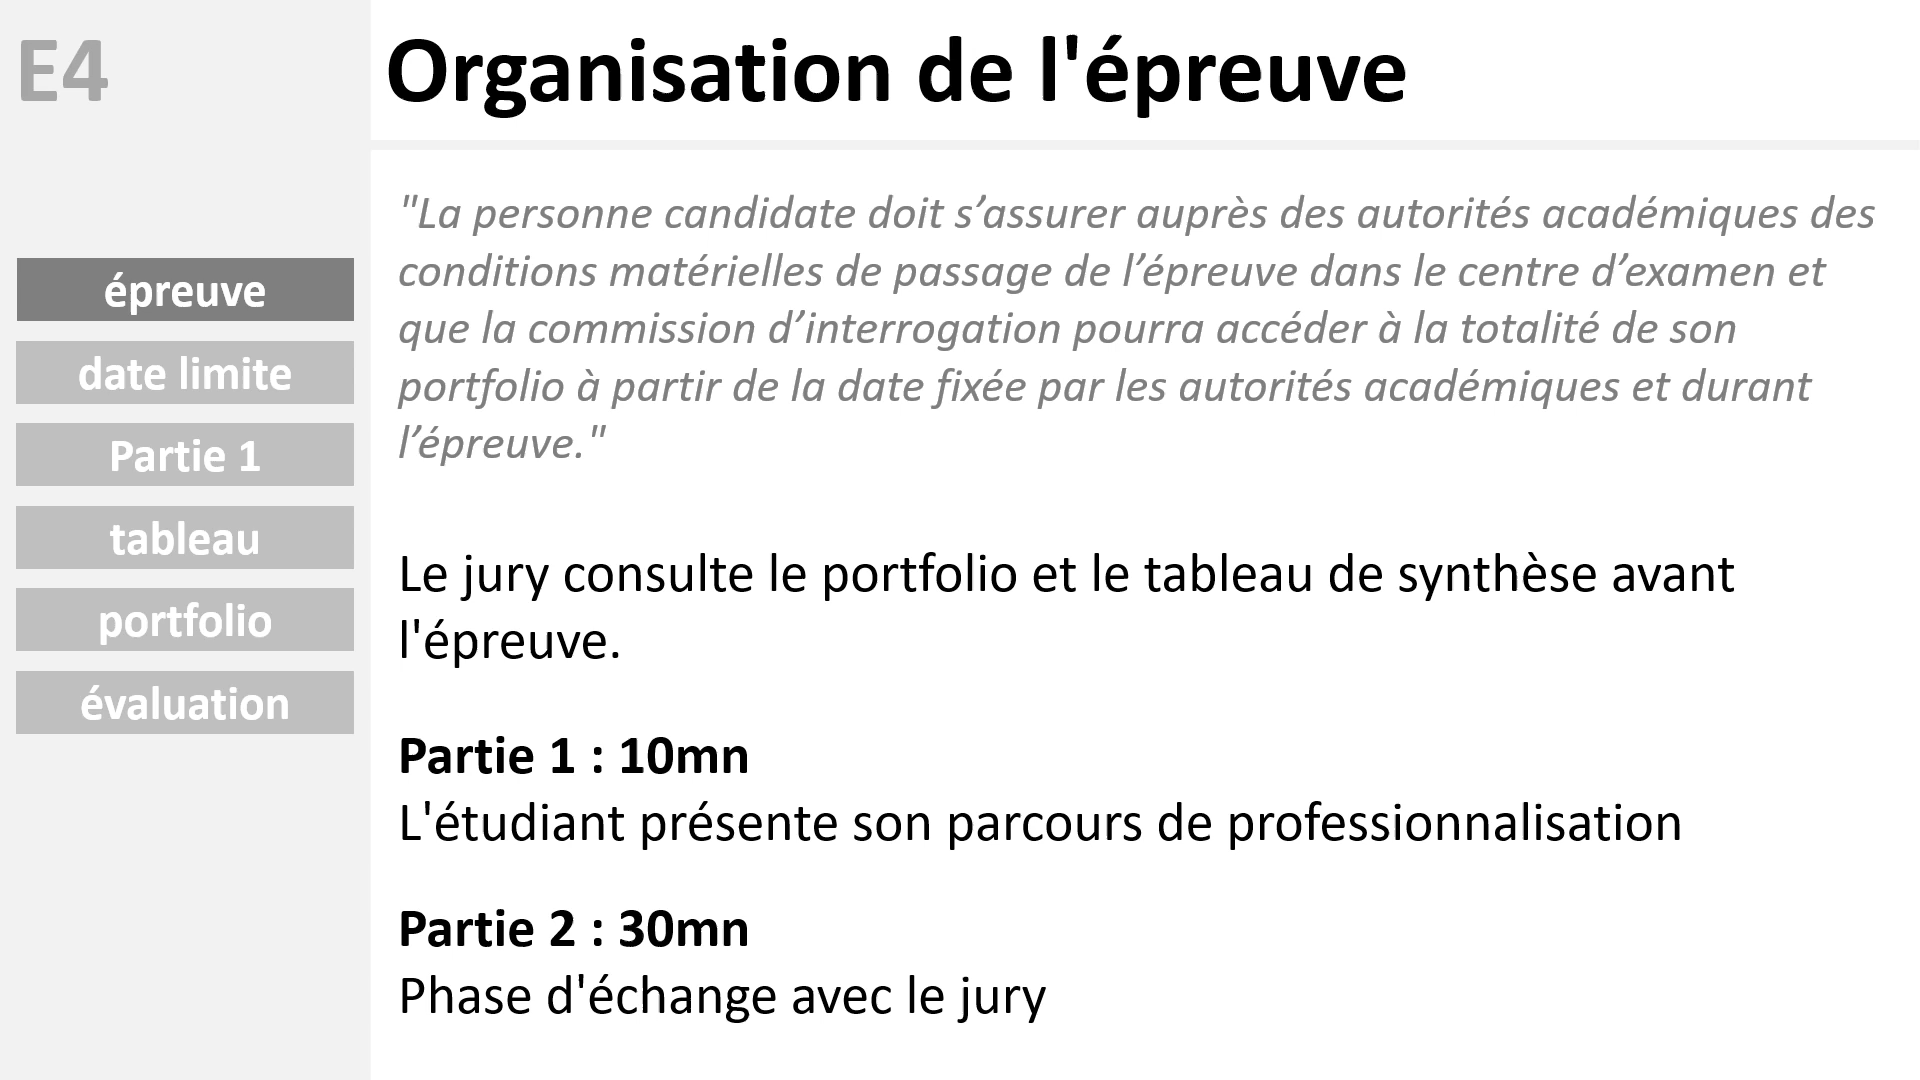 E4
Organisation de l'épreuve
épreuve
date limite
Partie 1
tableau
portfolio
évaluation
"La personne candidate doit s’assurer auprès des autorités académiques des
conditions matérielles de passage de l’épreuve dans le centre d’examen et
que la commission d’interrogation pourra accéder à la totalité de son
portfolio à partir de la date fixée par les autorités académiques et durant
l’épreuve."
Le jury consulte le portfolio et le tableau de synthèse avant
l'épreuve.
Partie 1 : 10mn
L'étudiant présente son parcours de professionnalisation
Partie 2 : 30mn
Phase d'échange avec le jury